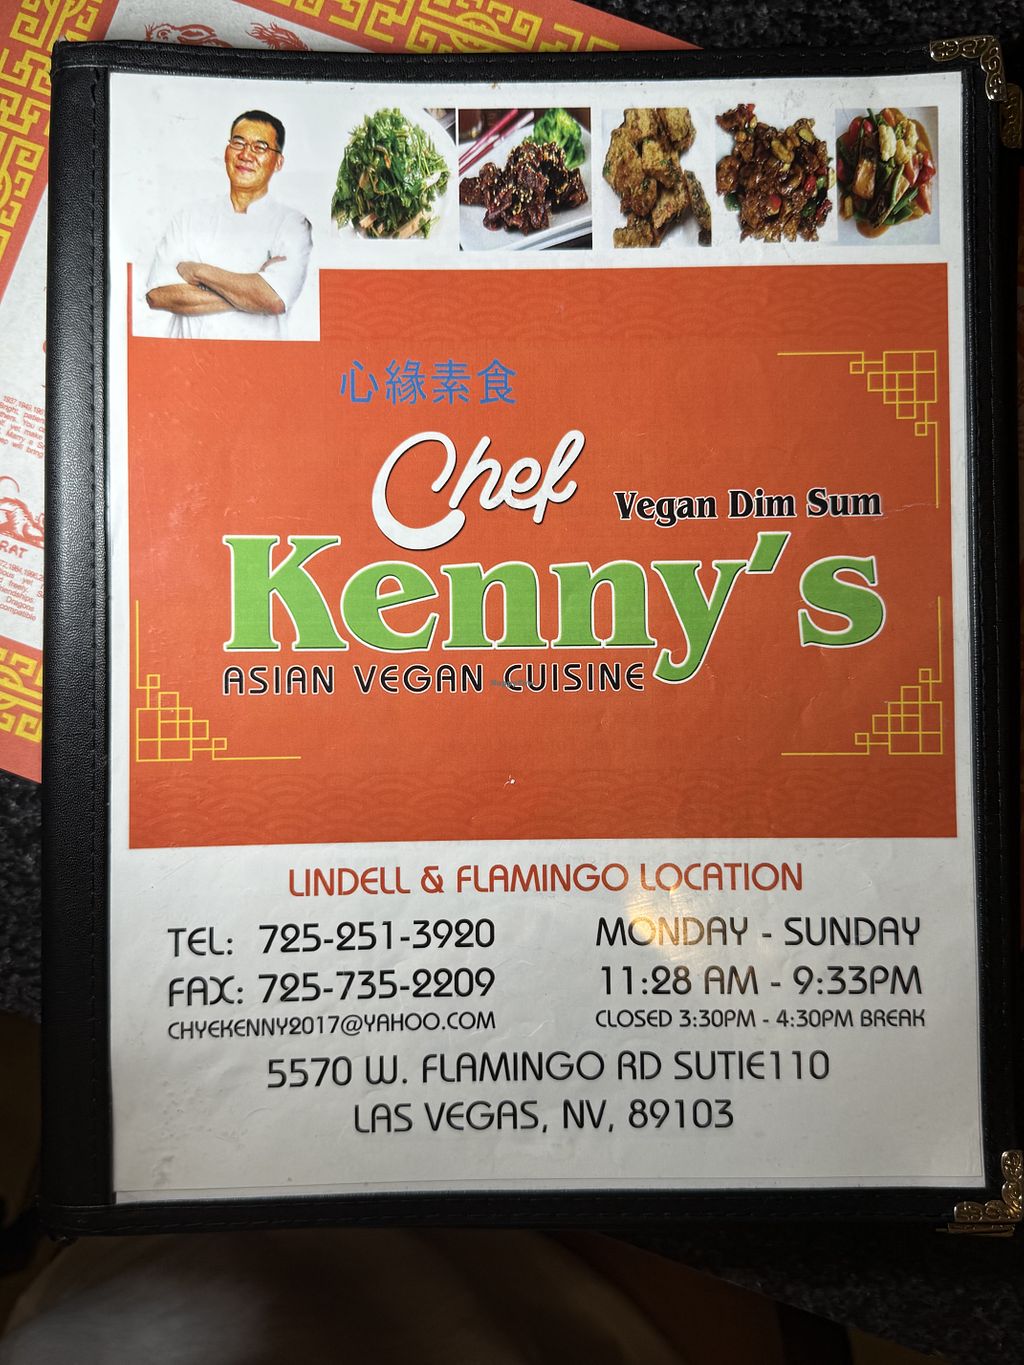 心緣素食
Chef
Vegan Dim Sum
Kenny's
ASIAN VEGAN CUISINE
LINDELL & FLAMINGO LOCATION
TEL: 725-251-3920
FAX: 725-735-2209
CHYEKENNY2017@YAHOO.COM
MONDAY - SUNDAY
11:28 AM - 9:33PM
CLOSED 3:30PM - 4:30PM BREAK
5570 W. FLAMINGO RD SUTIE110
LAS VEGAS, NV, 89103
RAT